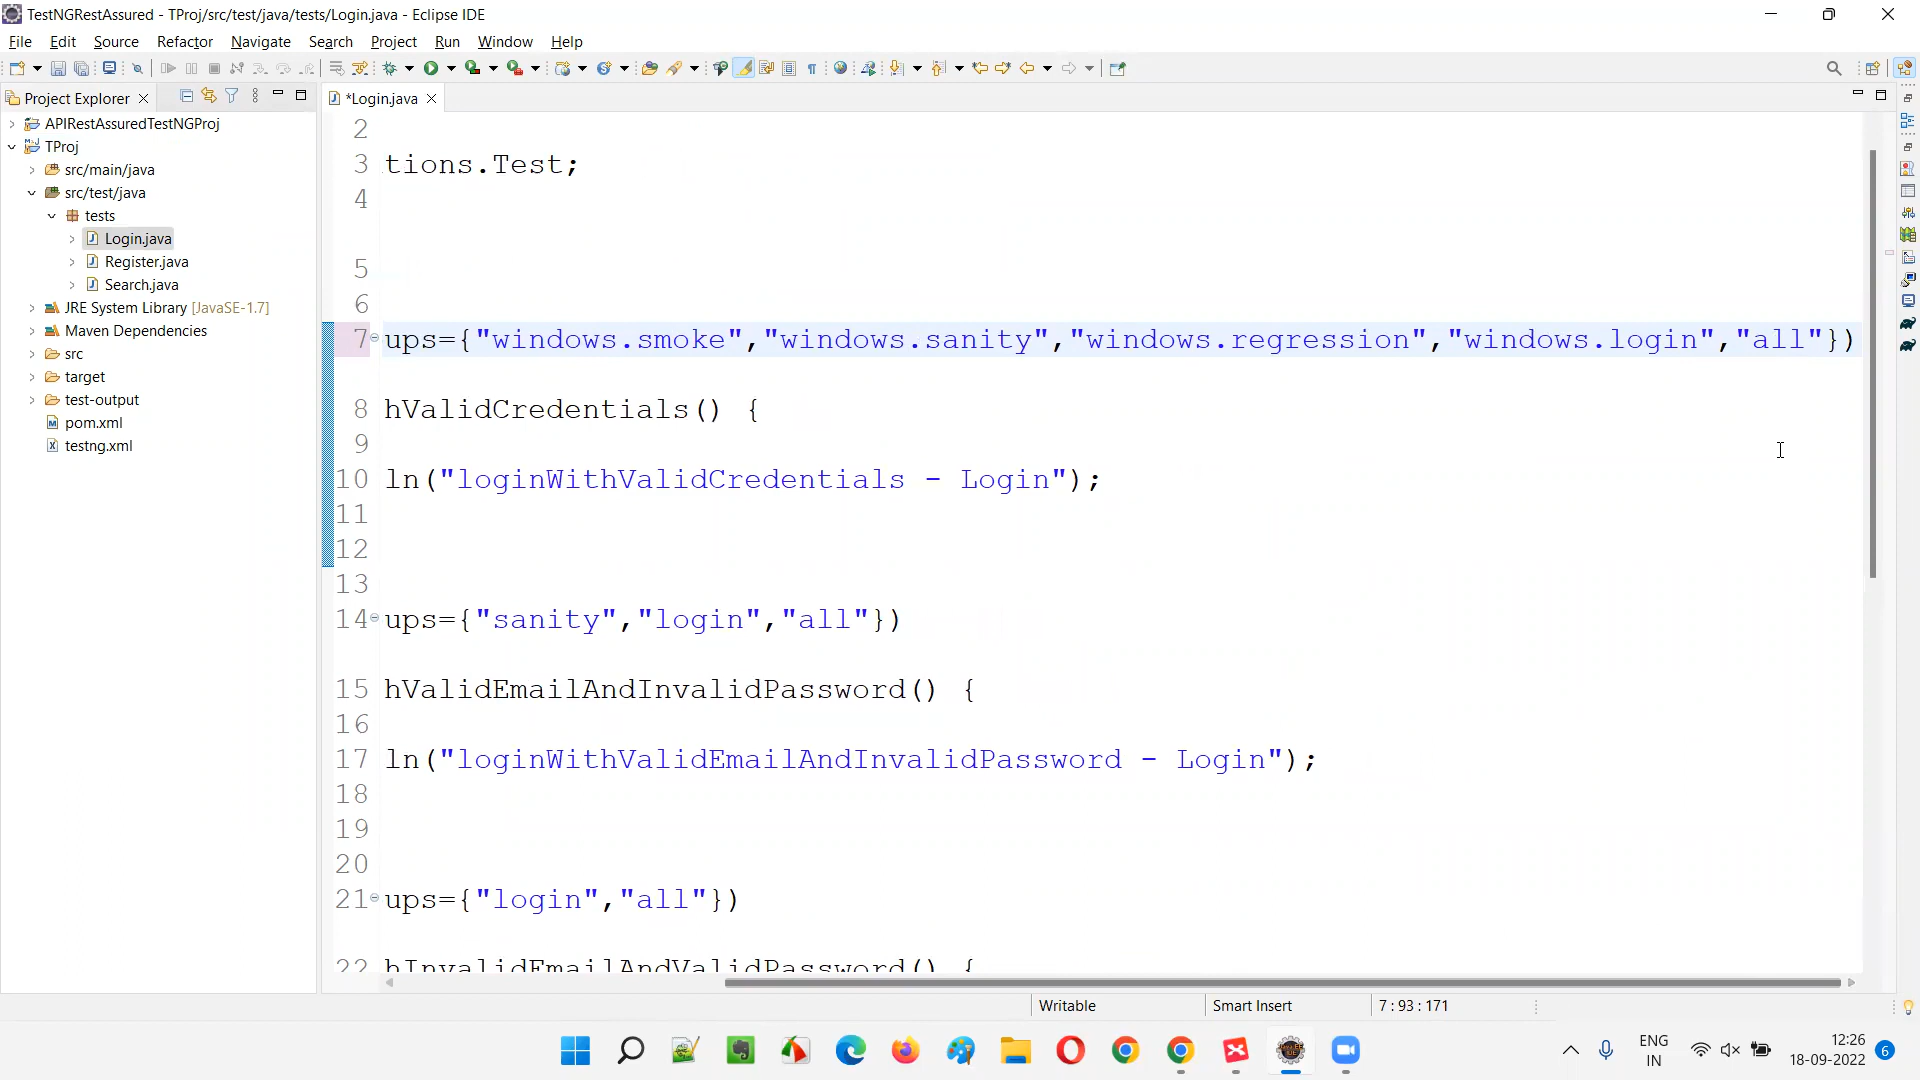 TestNGRestAssured - TProj/src/test/java/tests/Login.java - Eclipse IDE
File Edit Source Refactor Navigate Search Project Run Window Help
Project Explorer
*Login.java
APIRestAssuredTestNGProj
TProj
src/main/java
src/test/java
tests
Login.java
Register.java
Search.java
JRE System Library [JavaSE-1.7]
Maven Dependencies
src
target
test-output
pom.xml
testng.xml
2
3 tions.Test;
4
5
6
7 ups={"windows.smoke","windows.sanity","windows.regression","windows.login","all"})
8 hValidCredentials() {
9
10 ln("loginWithValidCredentials - Login");
11
12
13
14 ups={"sanity","login","all"})
15 hValidEmailAndInvalidPassword() {
16
17 ln("loginWithValidEmailAndInvalidPassword - Login");
18
19
20
21 ups={"login","all"})
22 hInvalidEmailAndValidPassword() {
Writable Smart Insert 7 : 93 : 171
ENG
IN
12:26
18-09-2022
6